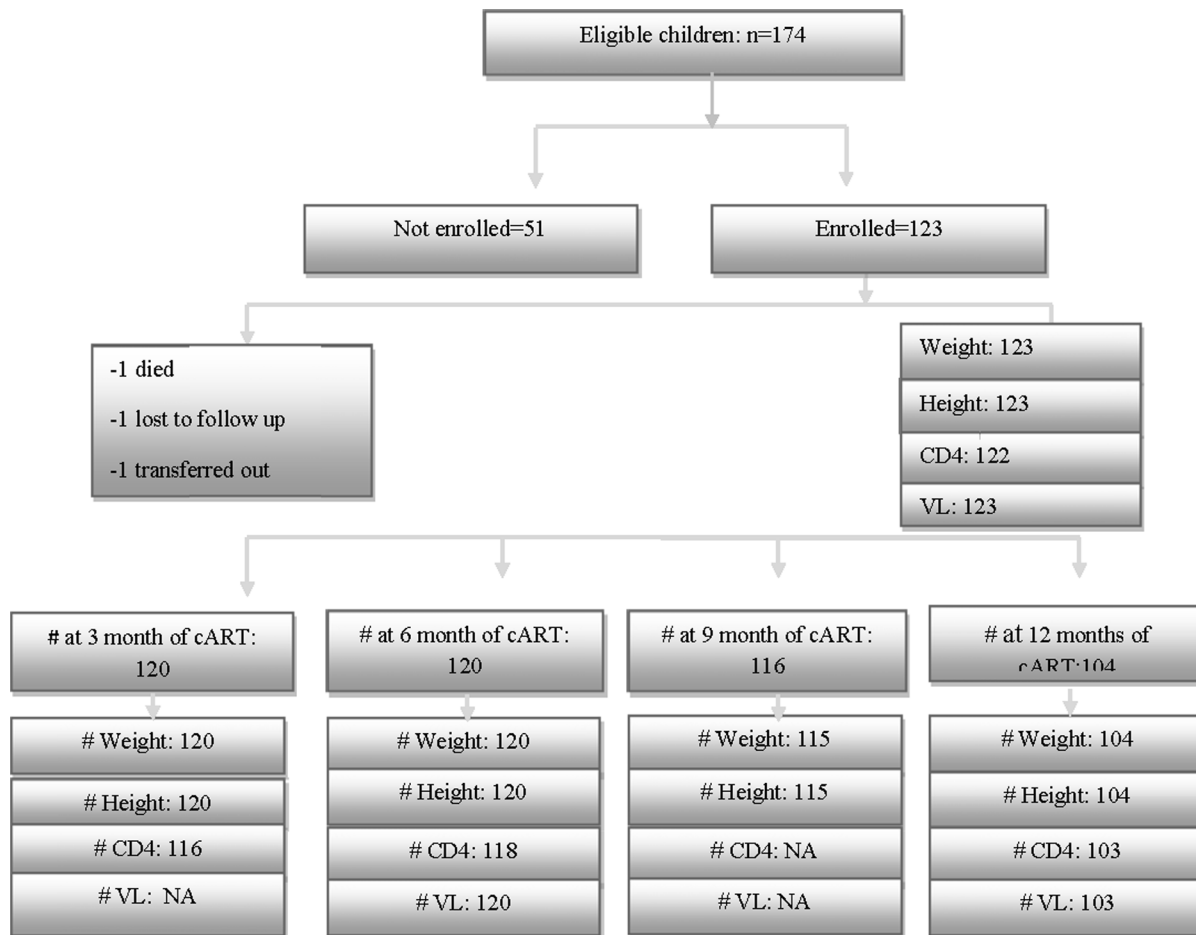 Eligible children: n=174
Not enrolled=51
Enrolled=123
-1 died
-1 lost to follow up
-1 transferred out
Weight: 123
Height: 123
CD4: 122
VL: 123
# at 3 month of cART:
120
# Weight: 120
# Height: 120
# CD4: 116
# VL: NA
# at 6 month of cART:
120
# Weight: 120
# Height: 120
# CD4: 118
# VL: 120
# at 9 month of cART:
116
# Weight: 115
# Height: 115
# CD4: NA
# VL: NA
# at 12 months of
cART:104
# Weight: 104
# Height: 104
# CD4: 103
# VL: 103